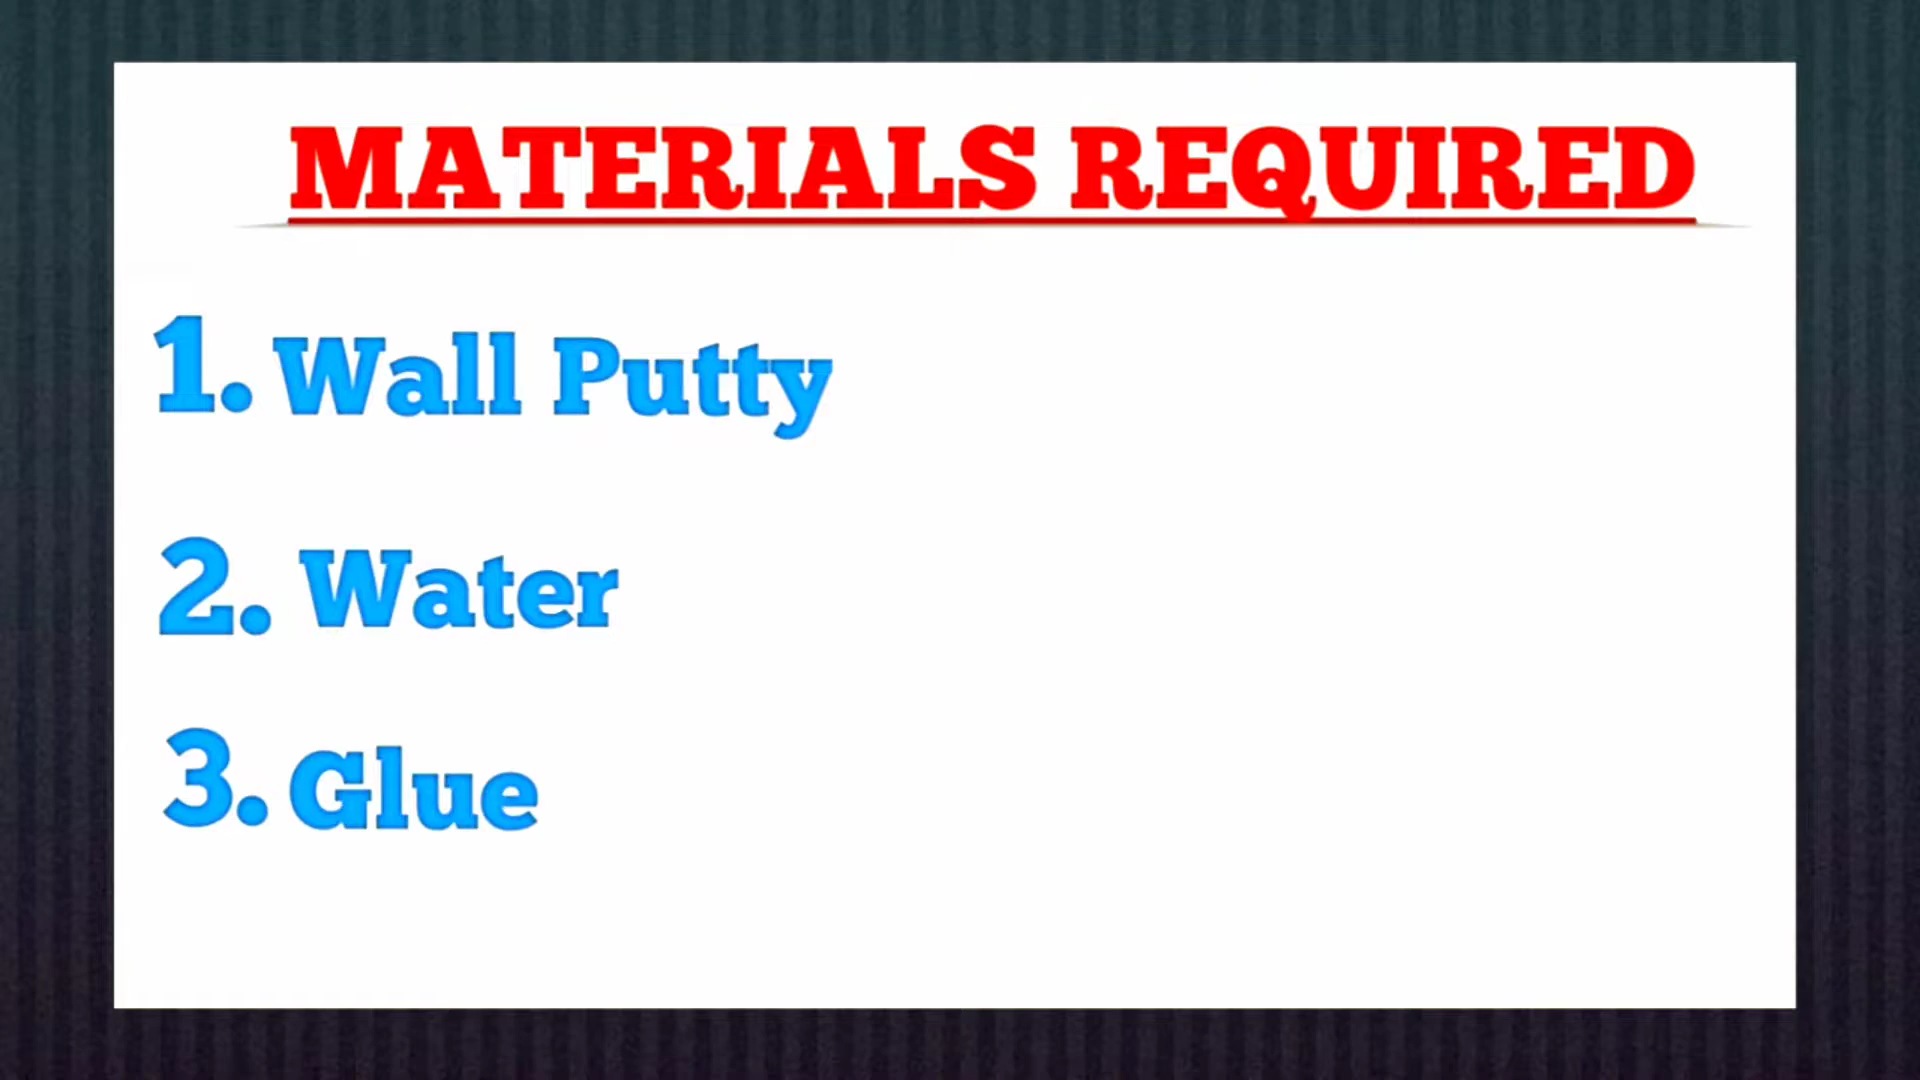 MATERIALS REQUIRED
1. Wall Putty
2. Water
3. Glue